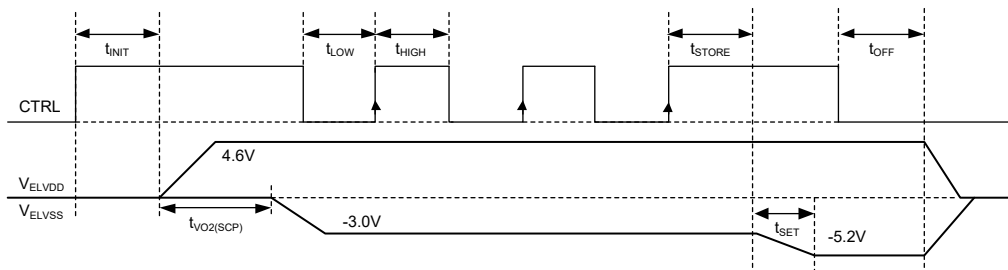 tINIT
tLOW
tHIGH
tSTORE
tOFF
CTRL
4.6V
VELVDD
VELVSS
tVO2(SCP)
-3.0V
tSET
-5.2V